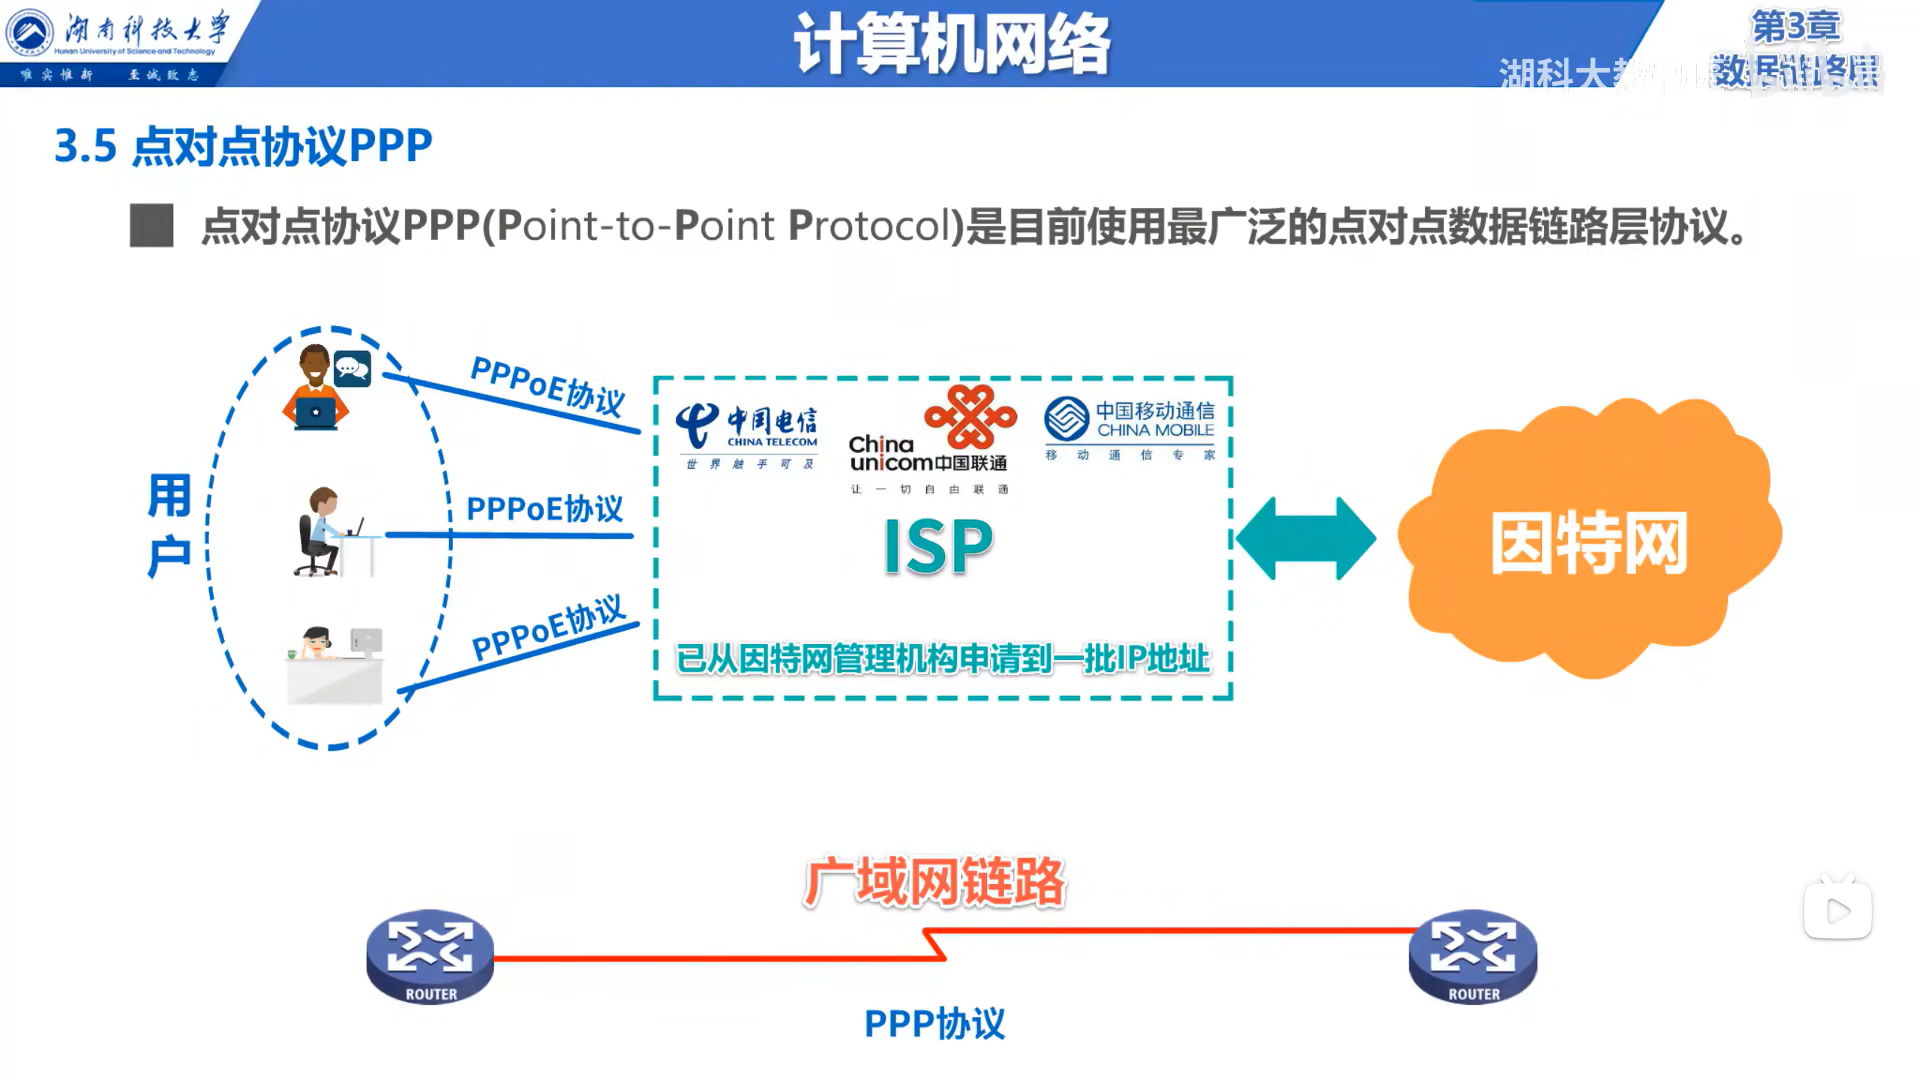 湖南科技大学
Hunan University of Science and Technology
唯实惟新 至诚致志
计算机网络
第3章
数据链路层
湖科大教
3.5 点对点协议PPP
点对点协议PPP(Point-to-Point Protocol)是目前使用最广泛的点对点数据链路层协议。
用户
PPPoE协议
PPPoE协议
PPPoE协议
中国电信
CHINA TELECOM
世界触手可及
China
unicom中国联通
让一切自由联通
中国移动通信
CHINA MOBILE
移动通信专家
ISP
已从因特网管理机构申请到一批IP地址
因特网
广域网链路
ROUTER
ROUTER
PPP协议